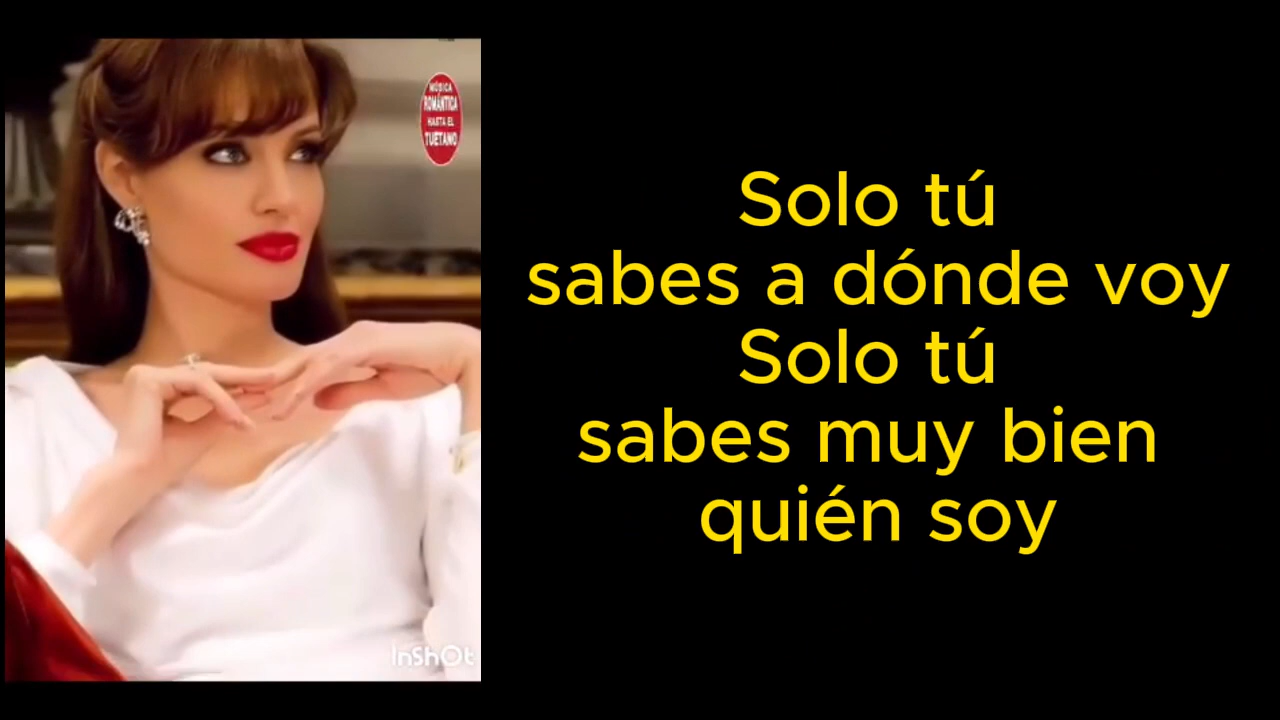 MÚSICA
ROMÁNTICA
HASTA EL
TUÉTANO
Solo tú
sabes a dónde voy
Solo tú
sabes muy bien
quién soy
InShOt